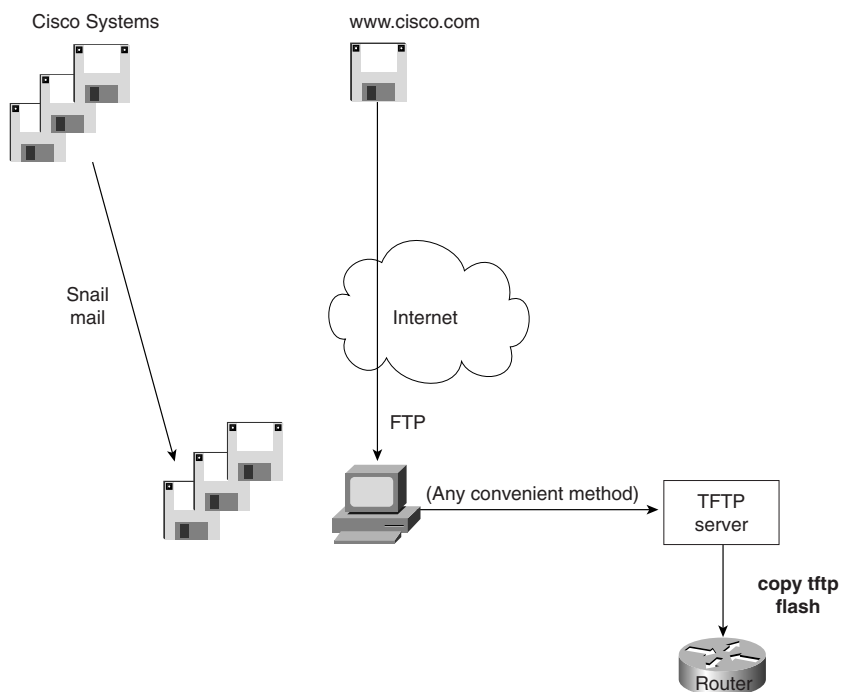 Cisco Systems
www.cisco.com
Snail
mail
Internet
FTP
(Any convenient method)
TFTP
server
copy tftp
flash
Router